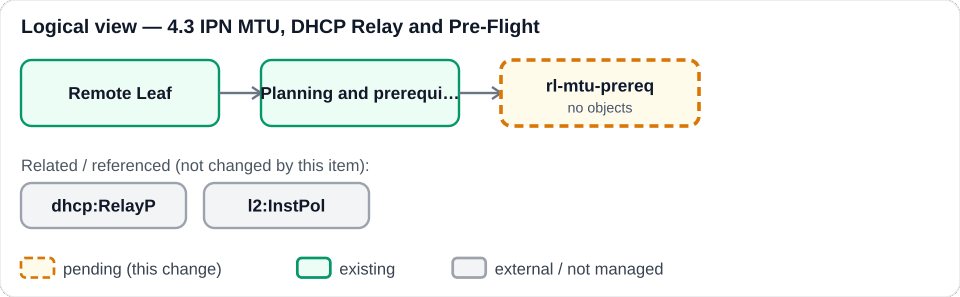 Logical view — 4.3 IPN MTU, DHCP Relay and Pre-Flight
Remote Leaf
Planning and prerequi…
rl-mtu-prereq
no objects
Related / referenced (not changed by this item):
dhcp:RelayP
l2:InstPol
pending (this change)
existing
external / not managed